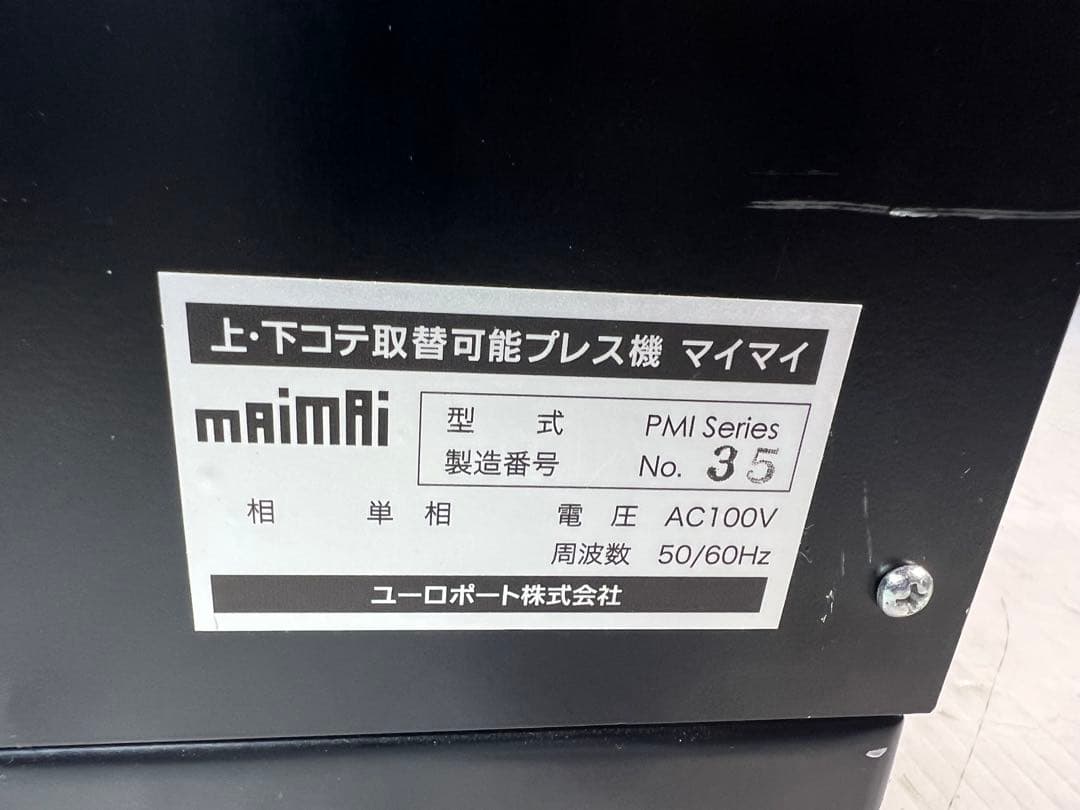 上・下コテ取替可能プレス機 マイマイ
maimai
型 式 PMI Series
製造番号 No. 35
相 単 相 電 圧 AC100V
周波数 50/60Hz
ユーロポート株式会社